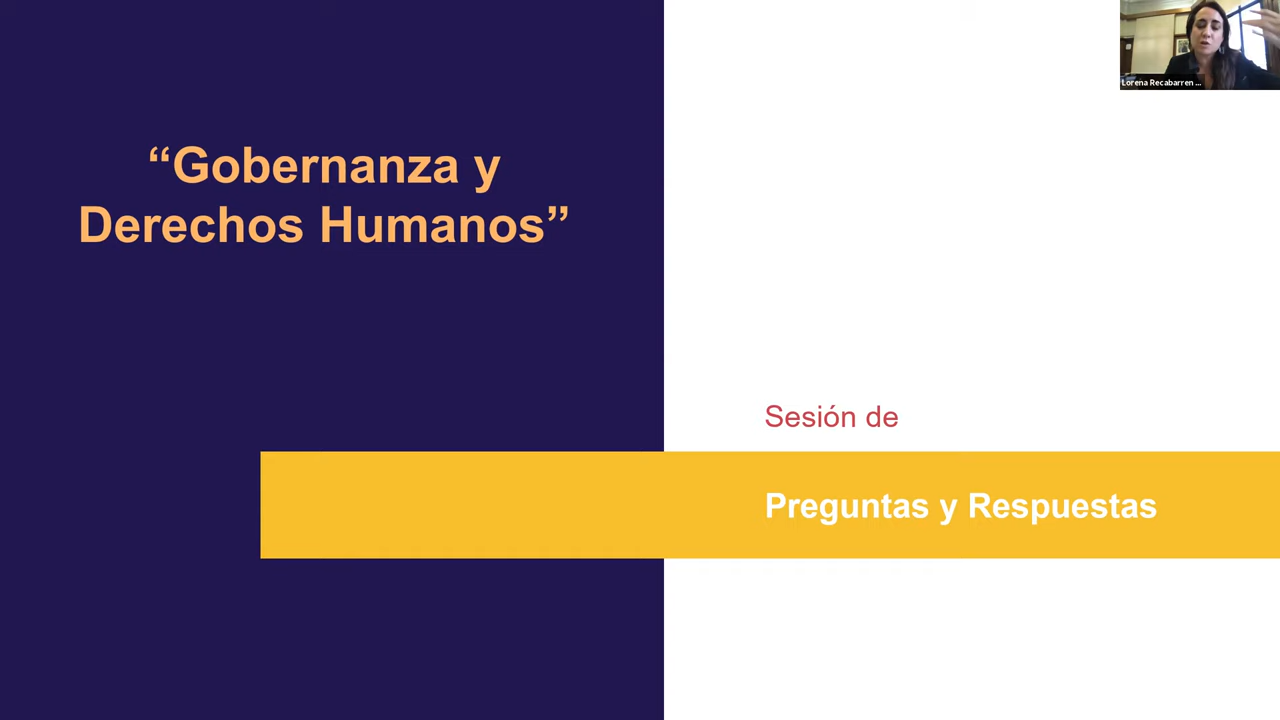 “Gobernanza y
Derechos Humanos”
Sesión de
Preguntas y Respuestas
Lorena Recabarren ...